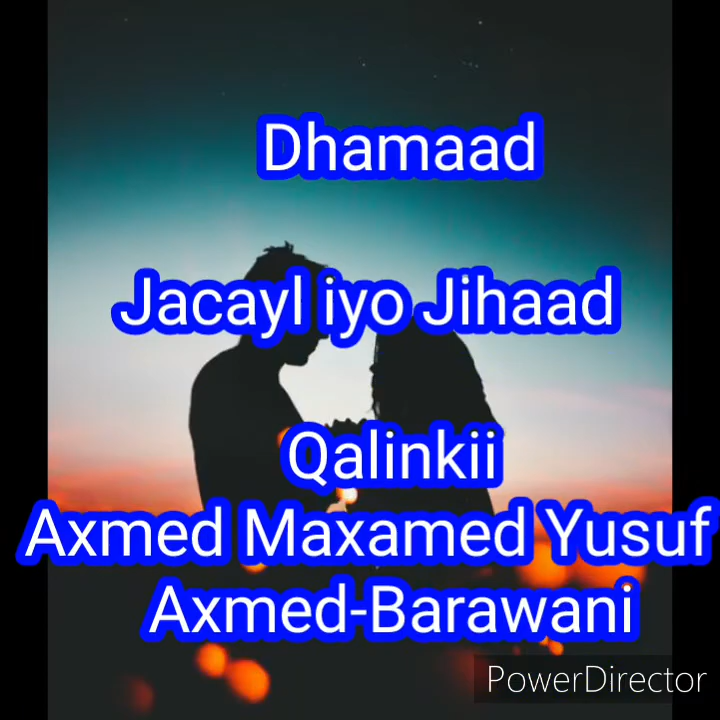 Dhamaad
Jacayl iyo Jihaad
Qalinkii
Axmed Maxamed Yusuf
Axmed-Barawani
PowerDirector